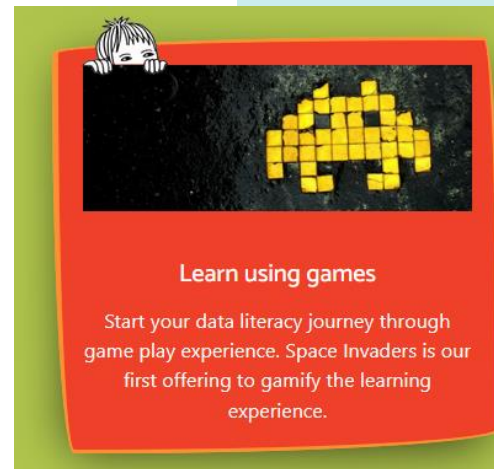 Learn using games
Start your data literacy journey through
game play experience. Space Invaders is our
first offering to gamify the learning
experience.